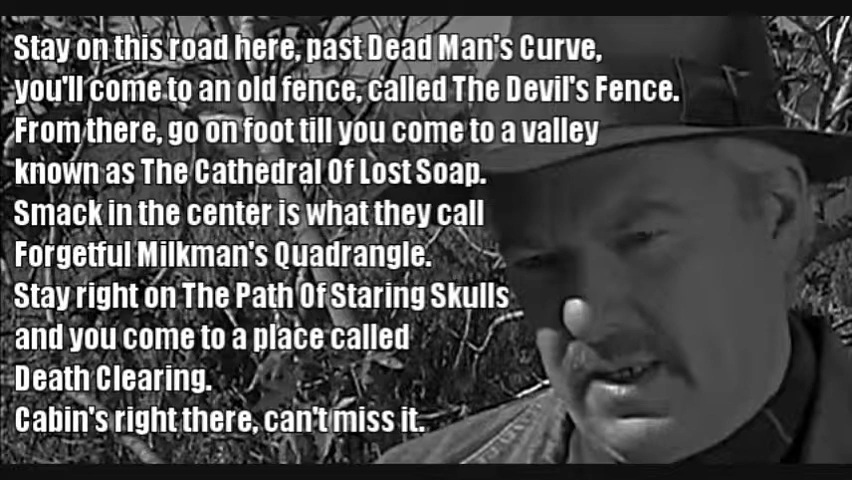 Stay on this road here, past Dead Man's Curve,
you'll come to an old fence, called The Devil's Fence.
From there, go on foot till you come to a valley
known as The Cathedral Of Lost Soap.
Smack in the center is what they call
Forgetful Milkman's Quadrangle.
Stay right on The Path Of Staring Skulls
and you come to a place called
Death Clearing.
Cabin's right there, can't miss it.